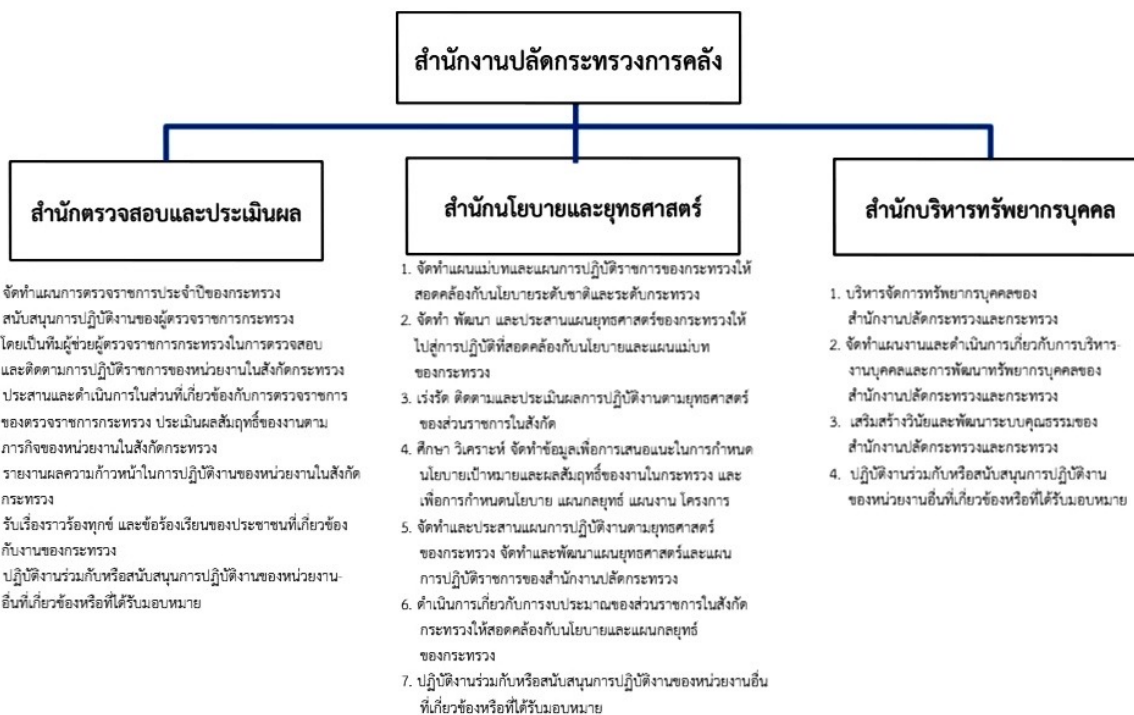 สำนักงานปลัดกระทรวงการคลัง
สำนักตรวจสอบและประเมินผล
จัดทำแผนการตรวจราชการประจำปีของกระทรวง
สนับสนุนการปฏิบัติงานของผู้ตรวจราชการกระทรวง
โดยเป็นทีมผู้ช่วยผู้ตรวจราชการกระทรวงในการตรวจสอบ
และติดตามการปฏิบัติราชการของหน่วยงานในสังกัดกระทรวง
ประสานและดำเนินการในส่วนที่เกี่ยวข้องกับการตรวจราชการ
ของตรวจราชการกระทรวง ประเมินผลสัมฤทธิ์ของงานตาม
ภารกิจของหน่วยงานในสังกัดกระทรวง
รายงานผลความก้าวหน้าในการปฏิบัติงานของหน่วยงานในสังกัด
กระทรวง
รับเรื่องราวร้องทุกข์ และข้อร้องเรียนของประชาชนที่เกี่ยวข้อง
กับงานของกระทรวง
ปฏิบัติงานร่วมกับหรือสนับสนุนการปฏิบัติงานของหน่วยงาน-
อื่นที่เกี่ยวข้องหรือที่ได้รับมอบหมาย
สำนักนโยบายและยุทธศาสตร์
1. จัดทำแผนแม่บทและแผนการปฏิบัติราชการของกระทรวงให้
สอดคล้องกับนโยบายระดับชาติและระดับกระทรวง
2. จัดทำ พัฒนา และประสานแผนยุทธศาสตร์ของกระทรวงให้
ไปสู่การปฏิบัติที่สอดคล้องกับนโยบายและแผนแม่บท
ของกระทรวง
3. เร่งรัด ติดตามและประเมินผลการปฏิบัติงานตามยุทธศาสตร์
ของส่วนราชการในสังกัด
4. ศึกษา วิเคราะห์ จัดทำข้อมูลเพื่อการเสนอแนะในการกำหนด
นโยบายเป้าหมายและผลสัมฤทธิ์ของงานในกระทรวง และ
เพื่อการกำหนดนโยบาย แผนกลยุทธ์ แผนงาน โครงการ
5. จัดทำและประสานแผนการปฏิบัติงานตามยุทธศาสตร์
ของกระทรวง จัดทำและพัฒนาแผนยุทธศาสตร์และแผน
การปฏิบัติราชการของสำนักงานปลัดกระทรวง
6. ดำเนินการเกี่ยวกับการงบประมาณของส่วนราชการในสังกัด
กระทรวงให้สอดคล้องกับนโยบายและแผนกลยุทธ์
ของกระทรวง
7. ปฏิบัติงานร่วมกับหรือสนับสนุนการปฏิบัติงานของหน่วยงานอื่น
ที่เกี่ยวข้องหรือที่ได้รับมอบหมาย
สำนักบริหารทรัพยากรบุคคล
1. บริหารจัดการทรัพยากรบุคคลของ
สำนักงานปลัดกระทรวงและกระทรวง
2. จัดทำแผนงานและดำเนินการเกี่ยวกับการบริหาร-
งานบุคคลและการพัฒนาทรัพยากรบุคคลของ
สำนักงานปลัดกระทรวงและกระทรวง
3. เสริมสร้างวินัยและพัฒนาระบบคุณธรรมของ
สำนักงานปลัดกระทรวงและกระทรวง
4. ปฏิบัติงานร่วมกับหรือสนับสนุนการปฏิบัติงาน
ของหน่วยงานอื่นที่เกี่ยวข้องหรือที่ได้รับมอบหมาย